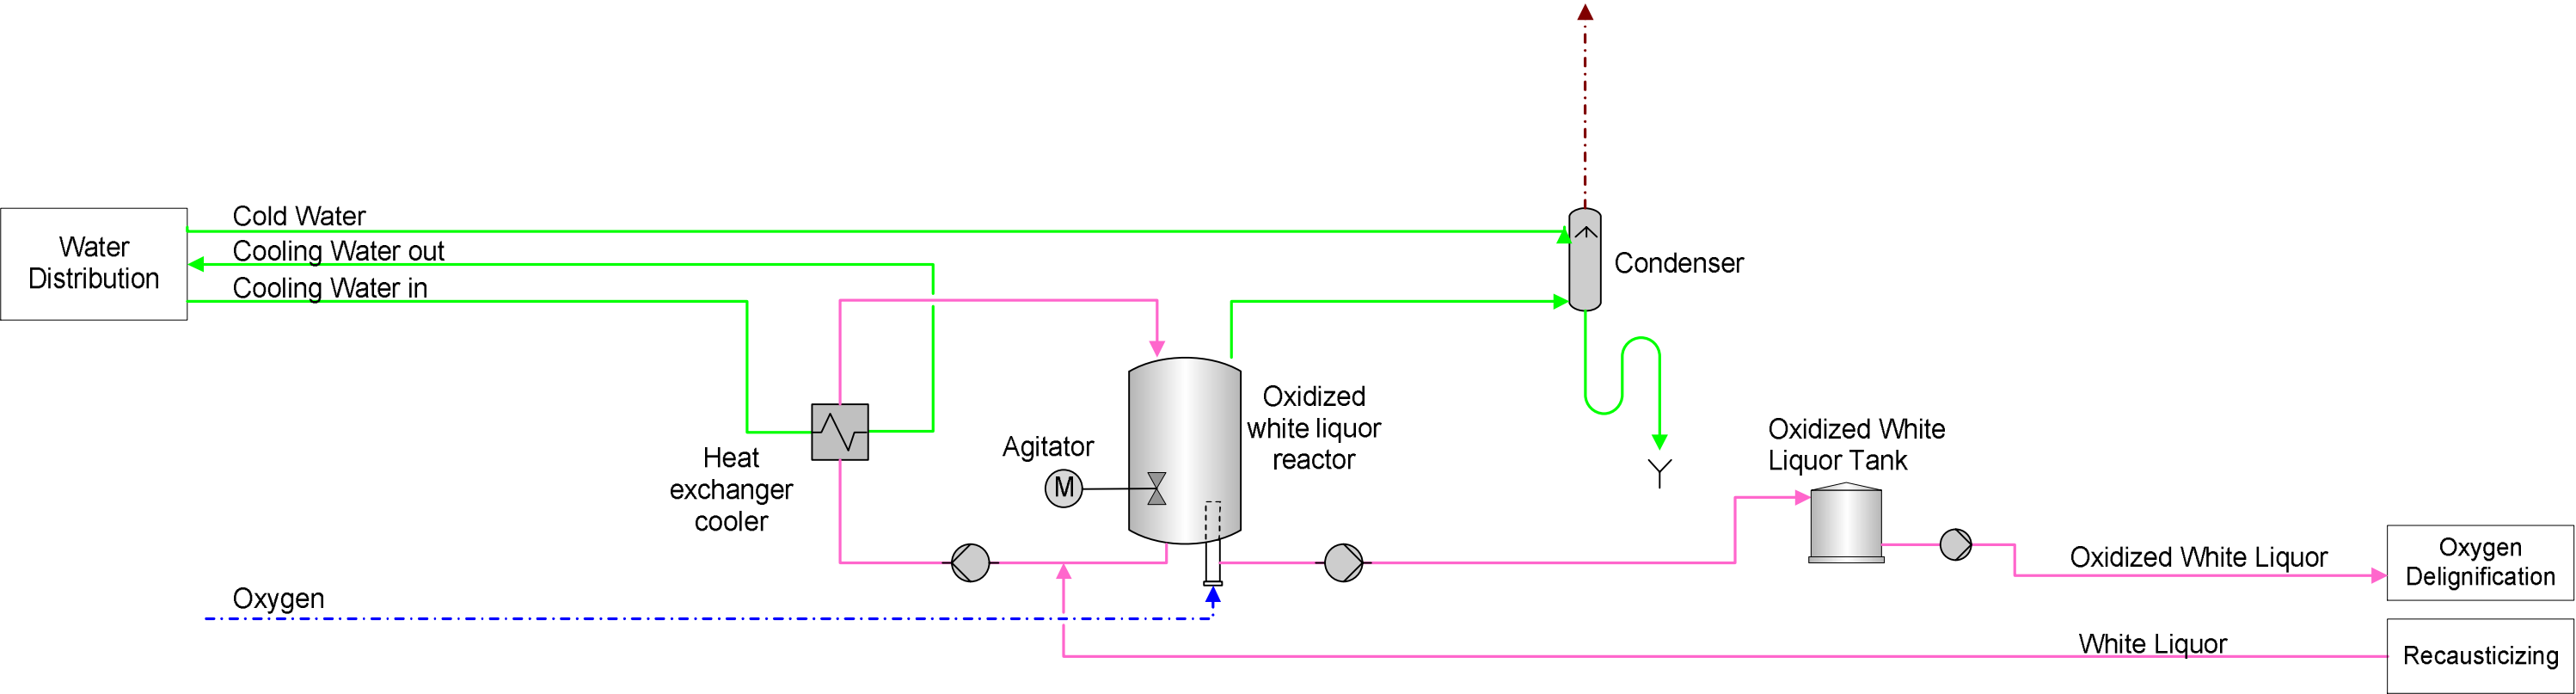 Cold Water
Water
Distribution
Cooling Water out
Cooling Water in
Condenser
Heat
exchanger
cooler
Agitator
M
Oxidized
white liquor
reactor
Oxidized White
Liquor Tank
Oxidized White Liquor
Oxygen
Delignification
Oxygen
White Liquor
Recausticizing